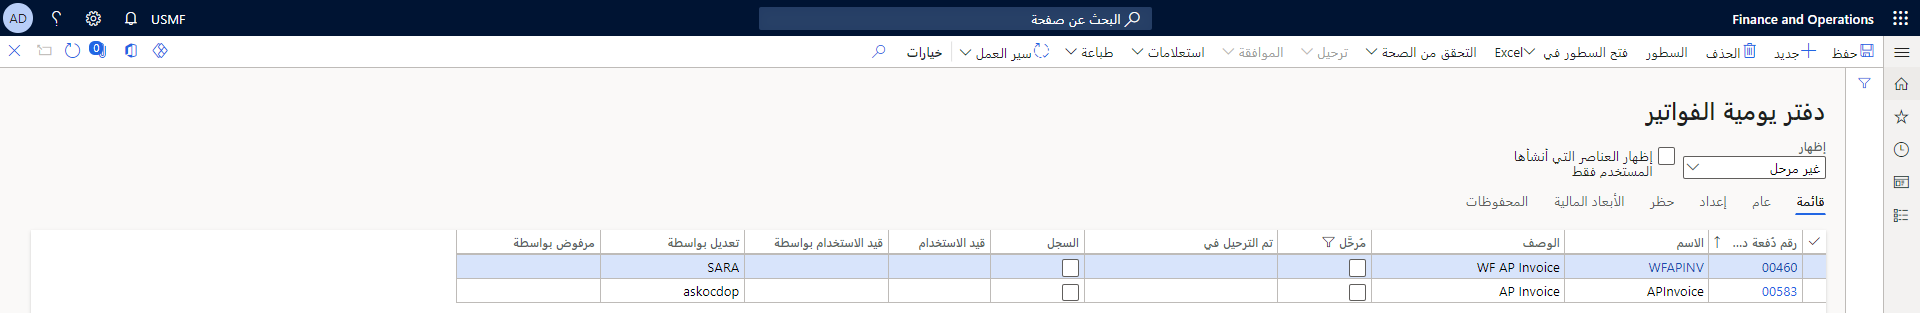 Finance and Operations
البحث عن صفحة
USMF
؟
AD
حفظ
جديد
الحذف
السطور
فتح السطور في Excel
التحقق من الصحة
ترحيل
الموافقة
استعلامات
طباعة
سير العمل
خيارات
0
دفتر يومية الفواتير
إظهار
غير مرحل
إظهار العناصر التي أنشأها
المستخدم فقط
قائمة
عام
إعداد
حظر
الأبعاد المالية
المحفوظات
رقم دُفعة د... الاسم الوصف مُرحَّل تم الترحيل في السجل قيد الاستخدام قيد الاستخدام بواسطة تعديل بواسطة مرفوض بواسطة
00460 WFAPINV WF AP Invoice SARA
00583 APInvoice AP Invoice askocdop